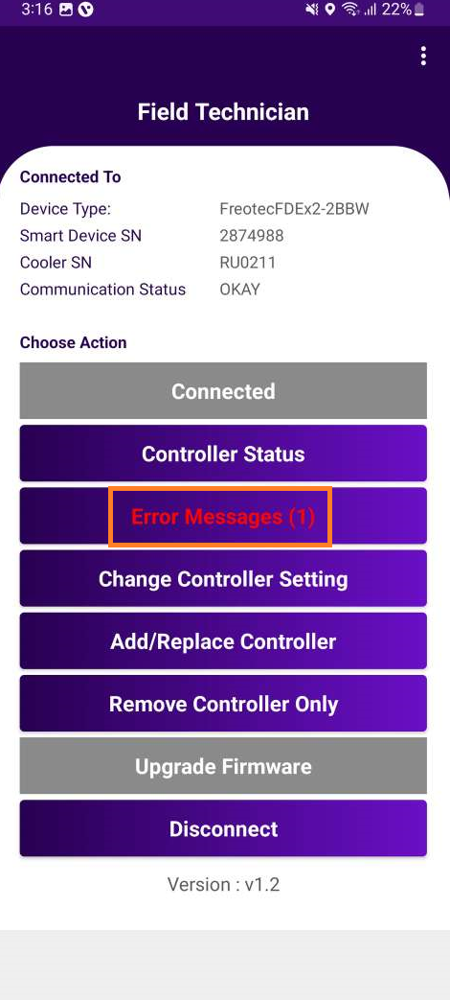 3:16 22%
Field Technician
Connected To
Device Type: FreotecFDEx2-2BBW
Smart Device SN 2874988
Cooler SN RU0211
Communication Status OKAY
Choose Action
Connected
Controller Status
Error Messages (1)
Change Controller Setting
Add/Replace Controller
Remove Controller Only
Upgrade Firmware
Disconnect
Version : v1.2